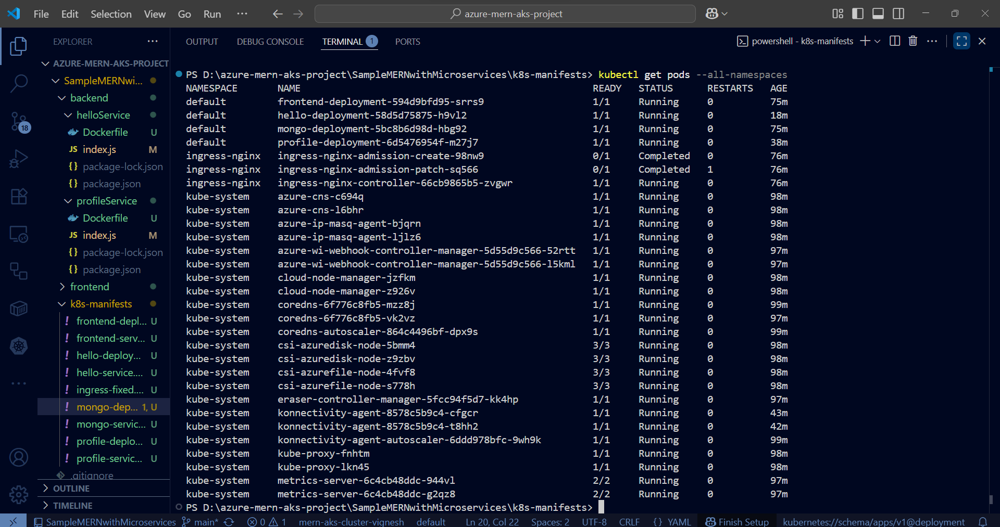 File Edit Selection View Go Run ··· azure-mern-aks-project
EXPLORER ···
AZURE-MERN-AKS-PROJECT
SampleMERNwi...
backend
helloService
Dockerfile U
JS index.js M
{} package-lock.json
{} package.json
profileService
Dockerfile U
JS index.js M
{} package-lock.json
{} package.json
frontend
k8s-manifests
! frontend-depl... U
! frontend-serv... U
! hello-deploy... U
! hello-service.... U
! ingress-fixed.... U
! mongo-dep... 1, U
! mongo-servic... U
! profile-deplo... U
! profile-servic... U
.gitignore
OUTLINE
TIMELINE
18
OUTPUT DEBUG CONSOLE TERMINAL 1 PORTS powershell - k8s-manifests
PS D:\azure-mern-aks-project\SampleMERNwithMicroservices\k8s-manifests> kubectl get pods --all-namespaces
NAMESPACE NAME READY STATUS RESTARTS AGE
default frontend-deployment-594d9bfd95-srrs9 1/1 Running 0 75m
default hello-deployment-58d5d75875-h9vl2 1/1 Running 0 18m
default mongo-deployment-5bc8b6d98d-hbg92 1/1 Running 0 75m
default profile-deployment-6d5476954f-m27j7 1/1 Running 0 38m
ingress-nginx ingress-nginx-admission-create-98nw9 0/1 Completed 0 76m
ingress-nginx ingress-nginx-admission-patch-sq566 0/1 Completed 1 76m
ingress-nginx ingress-nginx-controller-66cb9865b5-zvgwr 1/1 Running 0 76m
kube-system azure-cns-c694q 1/1 Running 0 98m
kube-system azure-cns-l6bhr 1/1 Running 0 98m
kube-system azure-ip-masq-agent-bjqrn 1/1 Running 0 98m
kube-system azure-ip-masq-agent-ljlz6 1/1 Running 0 98m
kube-system azure-wi-webhook-controller-manager-5d55d9c566-52rtt 1/1 Running 0 97m
kube-system azure-wi-webhook-controller-manager-5d55d9c566-l5kml 1/1 Running 0 97m
kube-system cloud-node-manager-jzfkm 1/1 Running 0 98m
kube-system cloud-node-manager-z926v 1/1 Running 0 98m
kube-system coredns-6f776c8fb5-mzz8j 1/1 Running 0 99m
kube-system coredns-6f776c8fb5-vk2vz 1/1 Running 0 97m
kube-system coredns-autoscaler-864c4496bf-dpx9s 1/1 Running 0 99m
kube-system csi-azuredisk-node-5bmm4 3/3 Running 0 98m
kube-system csi-azuredisk-node-z9zbv 3/3 Running 0 98m
kube-system csi-azurefile-node-4fvf8 3/3 Running 0 98m
kube-system csi-azurefile-node-s778h 3/3 Running 0 98m
kube-system eraser-controller-manager-5fcc94f5d7-kk4hp 1/1 Running 0 97m
kube-system konnectivity-agent-8578c5b9c4-cfgcr 1/1 Running 0 43m
kube-system konnectivity-agent-8578c5b9c4-t8hh2 1/1 Running 0 42m
kube-system konnectivity-agent-autoscaler-6ddd978bfc-9wh9k 1/1 Running 0 99m
kube-system kube-proxy-fnhtm 1/1 Running 0 98m
kube-system kube-proxy-lkn45 1/1 Running 0 98m
kube-system metrics-server-6c4cb48ddc-944vl 2/2 Running 0 97m
kube-system metrics-server-6c4cb48ddc-g2qz8 2/2 Running 0 97m
PS D:\azure-mern-aks-project\SampleMERNwithMicroservices\k8s-manifests>
SampleMERNwithMicroservices main* 0 1 mern-aks-cluster-vignesh default Ln 20, Col 22 Spaces: 2 UTF-8 CRLF {} YAML Finish Setup kubernetes://schema/apps/v1@deployment